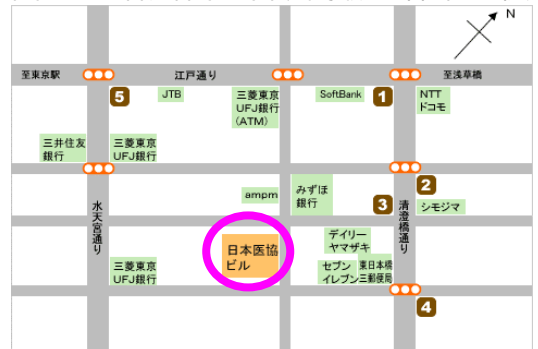 N
至東京駅
江戸通り
至浅草橋
5
JTB
三菱東京
UFJ銀行
(ATM)
SoftBank
1
NTT
ドコモ
三井住友
銀行
三菱東京
UFJ銀行
2
水天宮通り
ampm
みずほ
銀行
3
清澄橋通り
シモジマ
日本医協
ビル
デイリー
ヤマザキ
三菱東京
UFJ銀行
セブン
イレブン
東日本橋
三郵便局
4